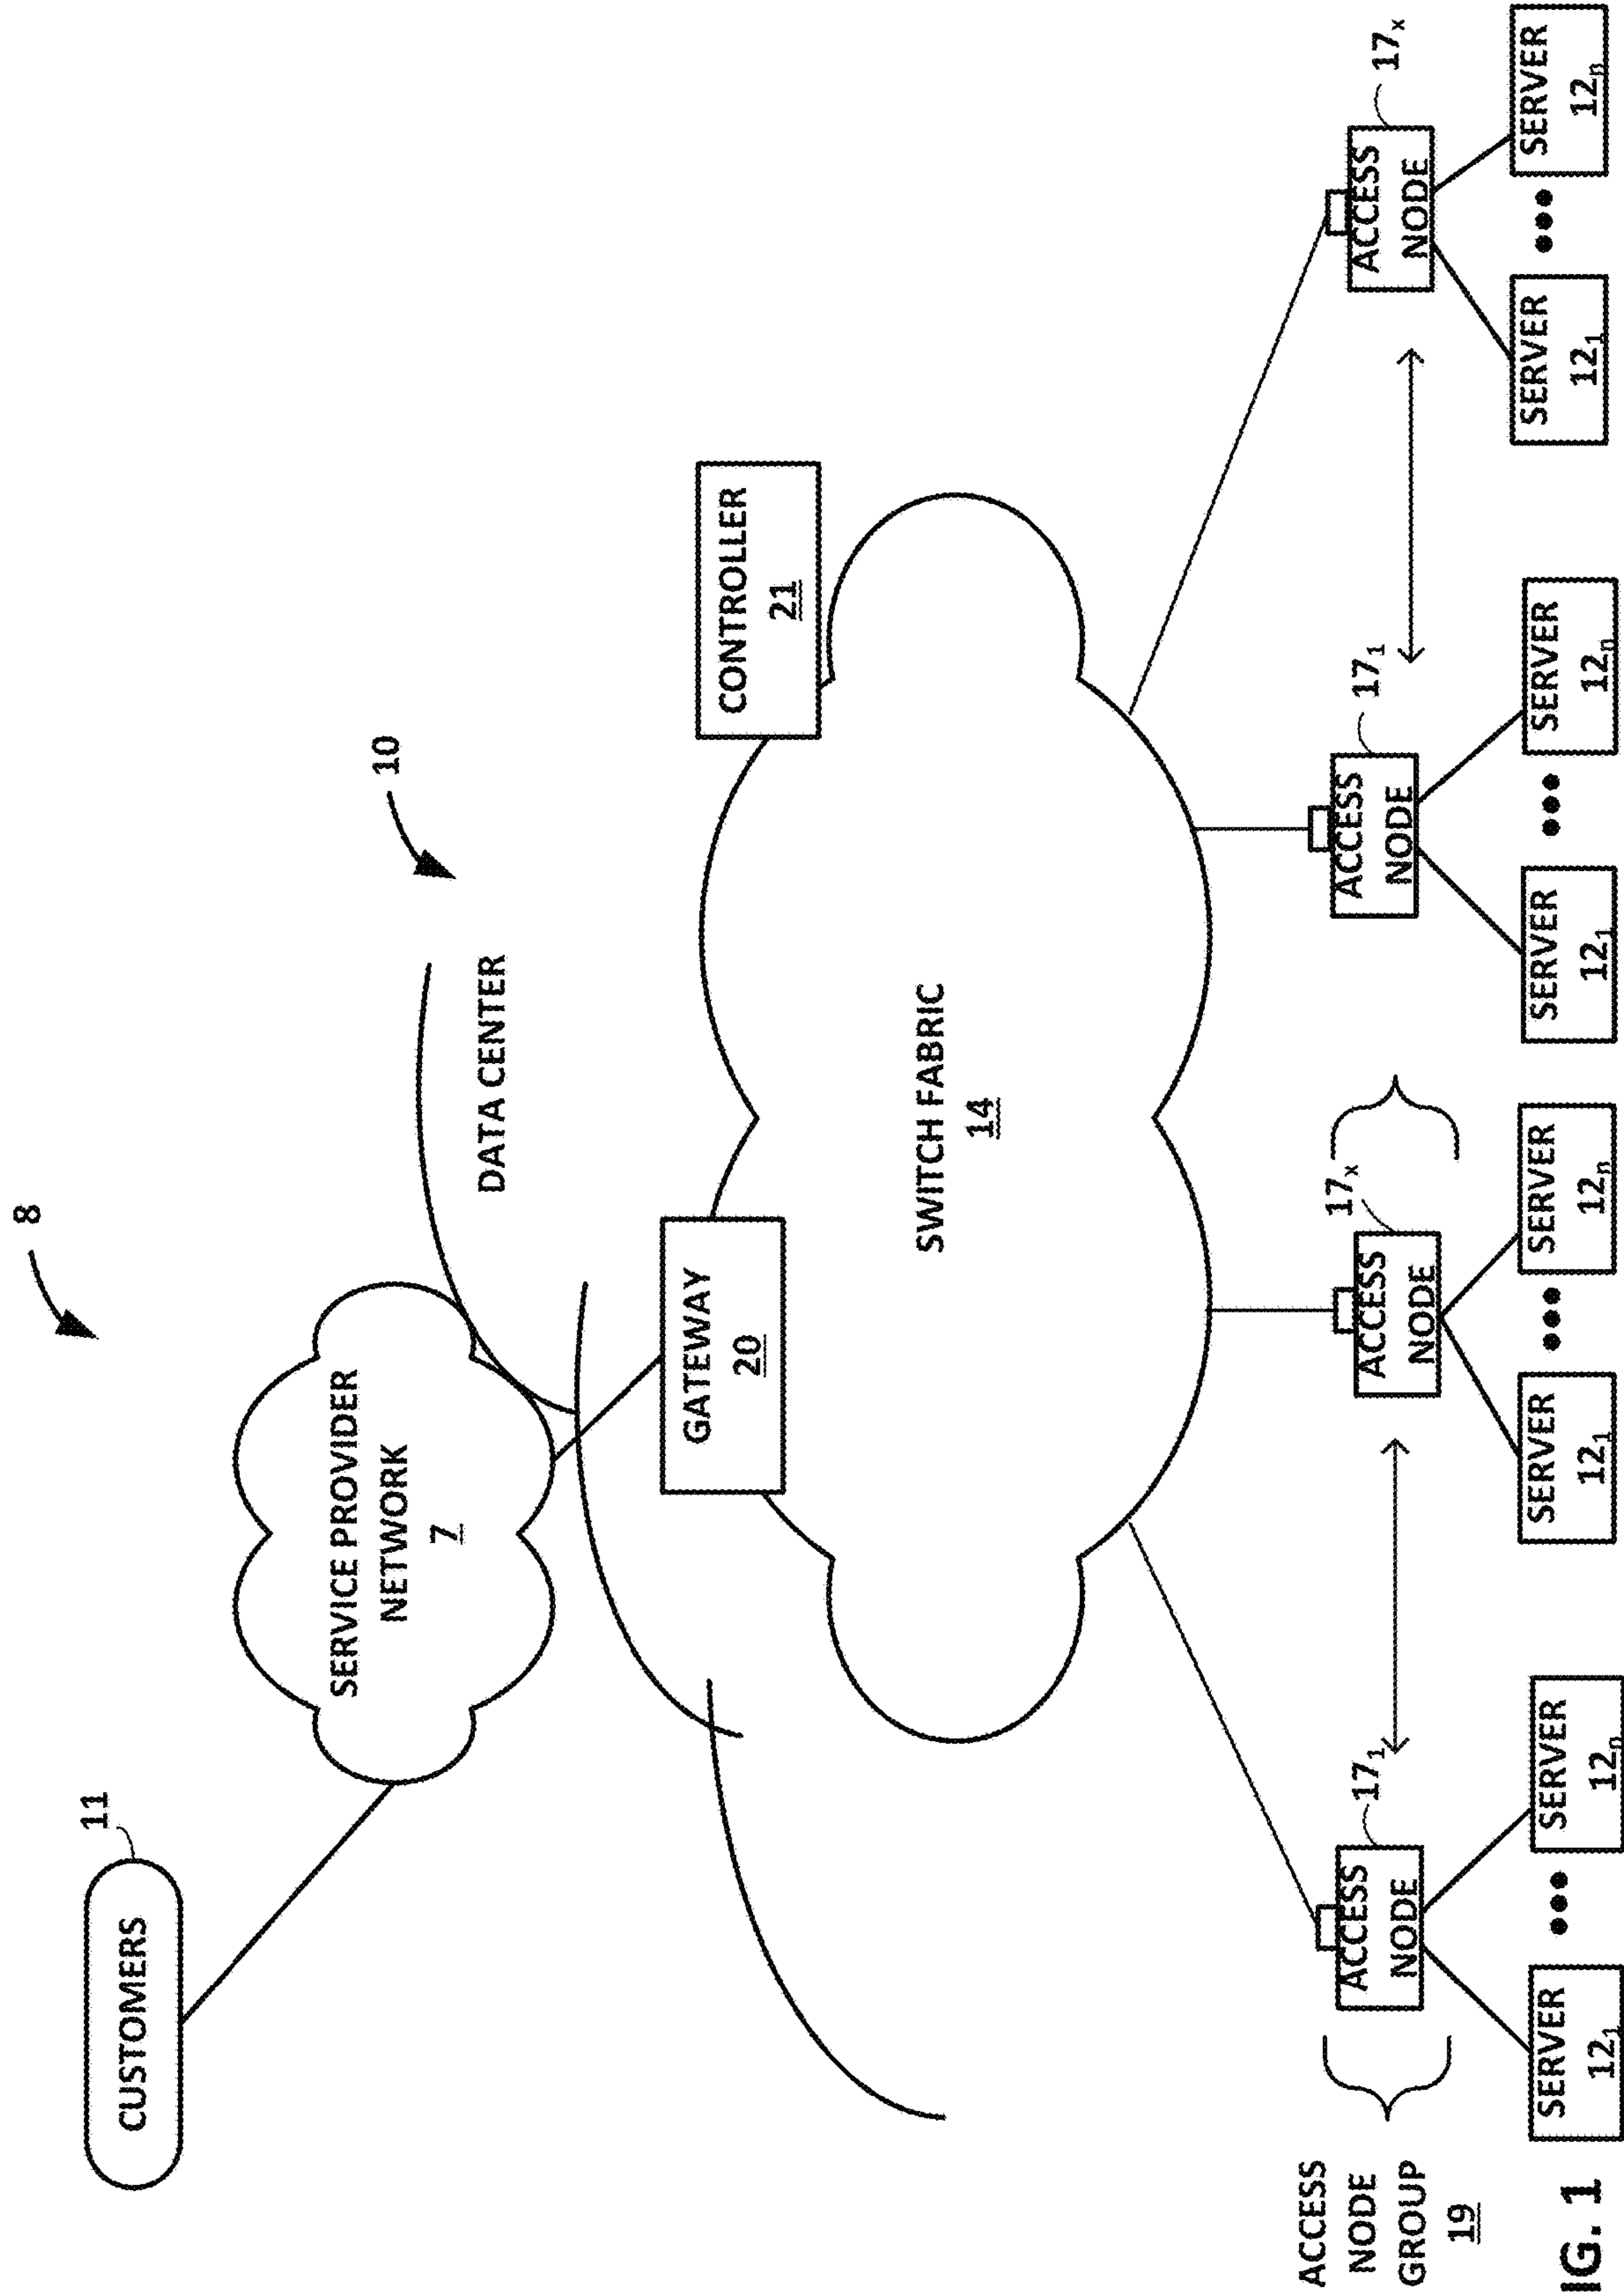 8
CUSTOMERS
11
SERVICE PROVIDER
NETWORK
7
10
DATA CENTER
GATEWAY
20
CONTROLLER
21
SWITCH FABRIC
14
ACCESS
NODE
GROUP
19
ACCESS
NODE
17₁
ACCESS
NODE
17ₓ
ACCESS
NODE
17₁
ACCESS
NODE
17ₓ
SERVER
12₁
SERVER
12ₙ
SERVER
12₁
SERVER
12ₙ
SERVER
12₁
SERVER
12ₙ
SERVER
12₁
SERVER
12ₙ
IG. 1